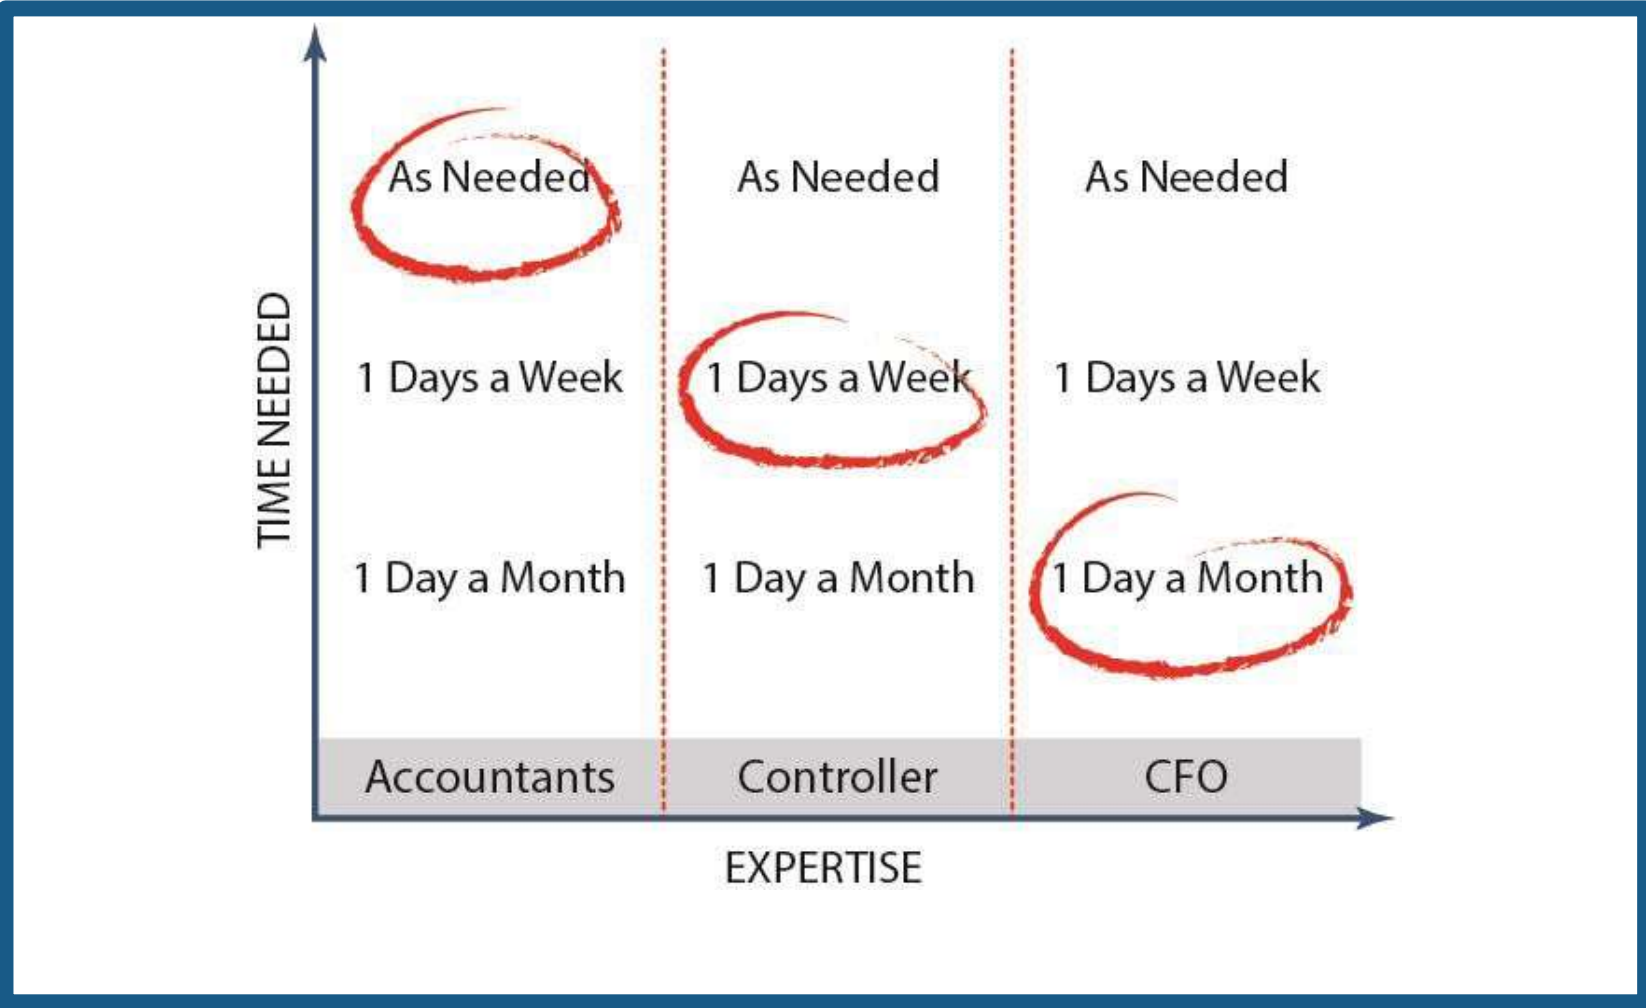 As Needed
As Needed
As Needed
TIME NEEDED
1 Days a Week
1 Days a Week
1 Days a Week
1 Day a Month
1 Day a Month
1 Day a Month
Accountants
Controller
CFO
EXPERTISE